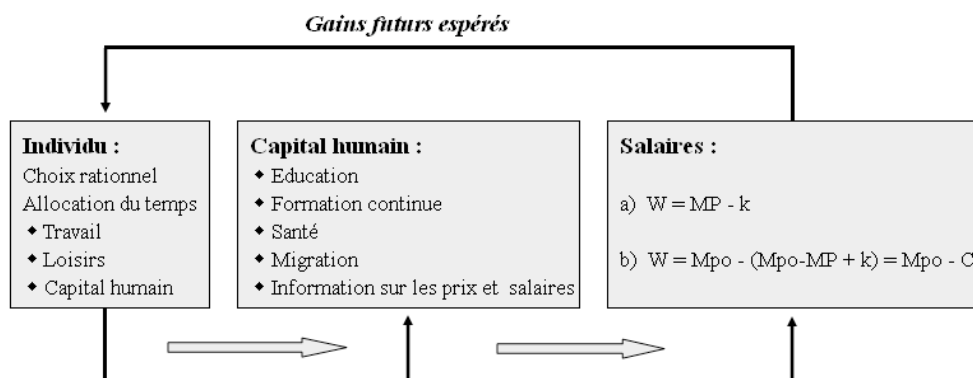 Gains futurs espérés
Individu :
Choix rationnel
Allocation du temps
◆ Travail
◆ Loisirs
◆ Capital humain
Capital humain :
◆ Education
◆ Formation continue
◆ Santé
◆ Migration
◆ Information sur les prix et salaires
Salaires :
a) W = MP - k
b) W = Mpo - (Mpo-MP + k) = Mpo - C